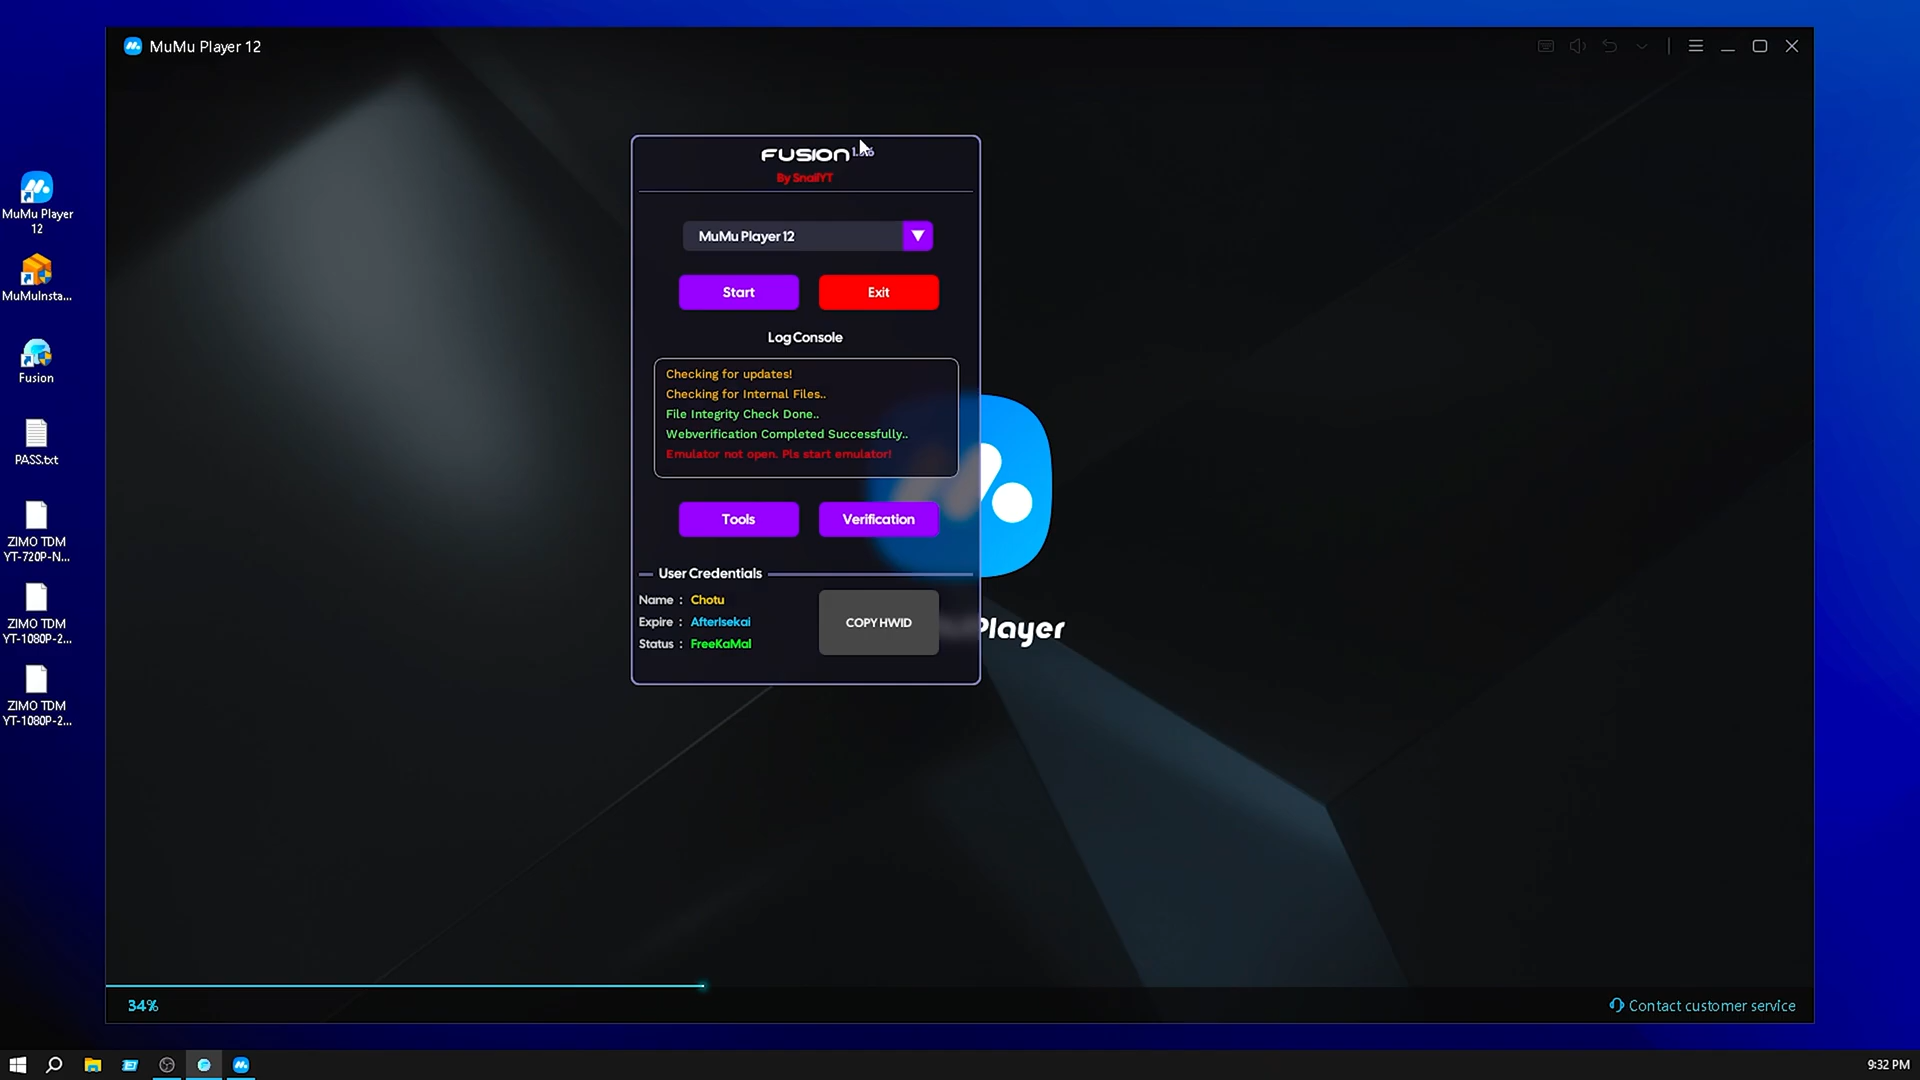 MuMu Player 12
FUSION
By SnallYT
MuMu Player 12
Start
Exit
Log Console
Checking for updates!
Checking for Internal Files..
File Integrity Check Done..
Webverification Completed Successfully..
Emulator not open. Pls start emulator!
Tools
Verification
User Credentials
Name : Chotu
Expire : AfterIsekai
Status : FreeKaMal
COPY HWID
Player
34%
Contact customer service
MuMu Player
12
MuMuInsta...
Fusion
PASS.txt
ZIMO TDM
YT-720P-N...
ZIMO TDM
YT-1080P-2...
ZIMO TDM
YT-1080P-2...
9:32 PM